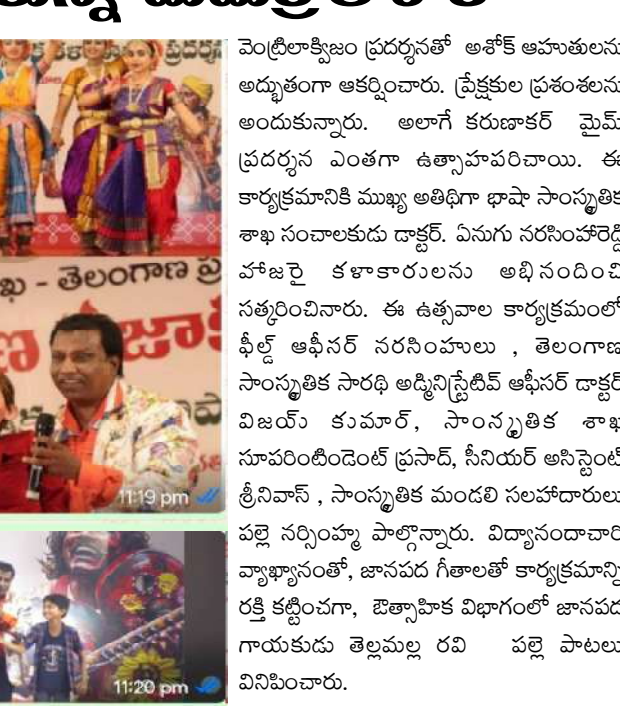 వెంట్రిలాక్విజం ప్రదర్శనతో అశోక్ ఆహుతులను
అద్భుతంగా ఆకర్షించారు. ప్రేక్షకుల ప్రశంశలను
అందుకున్నారు. అలాగే కరుణాకర్ మైమ్
ప్రదర్శన ఎంతగా ఉత్సాహపరిచాయి. ఈ
కార్యక్రమానికి ముఖ్య అతిథిగా భాషా సాంస్కృతిక
శాఖ సంచాలకుడు డాక్టర్. ఏనుగు నరసింహారెడ్డి
హాజరై కళాకారులను అభినందించి
సత్కరించినారు. ఈ ఉత్సవాల కార్యక్రమంలో
ఫీల్డ్ ఆఫీసర్ నరసింహులు , తెలంగాణ
సాంస్కృతిక సారథి అడ్మినిస్ట్రేటివ్ ఆఫీసర్ డాక్టర్
విజయ్ కుమార్, సాంస్కృతిక శాఖ
సూపరింటిండెంట్ ప్రసాద్, సీనియర్ అసిస్టెంట్
శ్రీనివాస్ , సాంస్కృతిక మండలి సలహాదారులు
పల్లె నర్సింహ్మ పాల్గొన్నారు. విద్యానందాచారి
వ్యాఖ్యానంతో, జానపద గీతాలతో కార్యక్రమాన్ని
రక్తి కట్టించగా, ఔత్సాహిక విభాగంలో జానపద
గాయకుడు తెల్లమల్ల రవి పల్లె పాటలు
వినిపించారు.
- తెలంగాణ
11:19 pm
11:20 pm